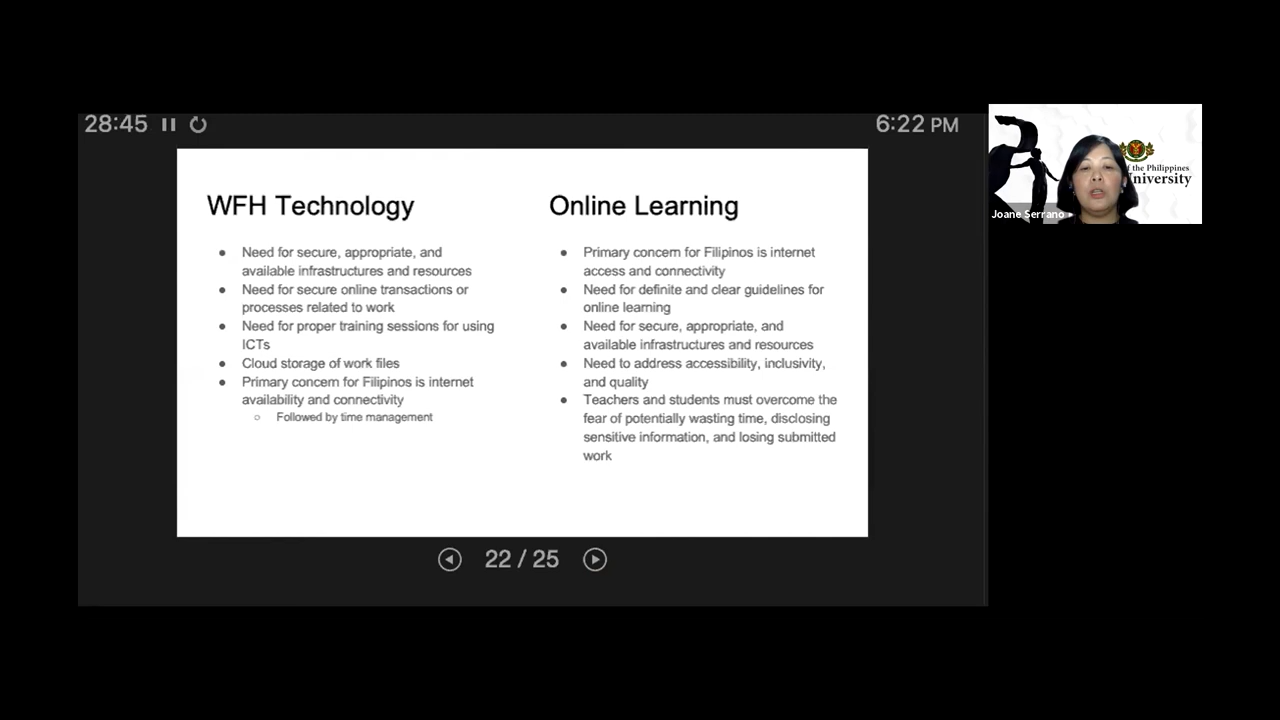 28:45
6:22 PM
WFH Technology
● Need for secure, appropriate, and
available infrastructures and resources
● Need for secure online transactions or
processes related to work
● Need for proper training sessions for using
ICTs
● Cloud storage of work files
● Primary concern for Filipinos is internet
availability and connectivity
○ Followed by time management
Online Learning
● Primary concern for Filipinos is internet
access and connectivity
● Need for definite and clear guidelines for
online learning
● Need for secure, appropriate, and
available infrastructures and resources
● Need to address accessibility, inclusivity,
and quality
● Teachers and students must overcome the
fear of potentially wasting time, disclosing
sensitive information, and losing submitted
work
22 / 25
the Philippines
University
Joane Serrano